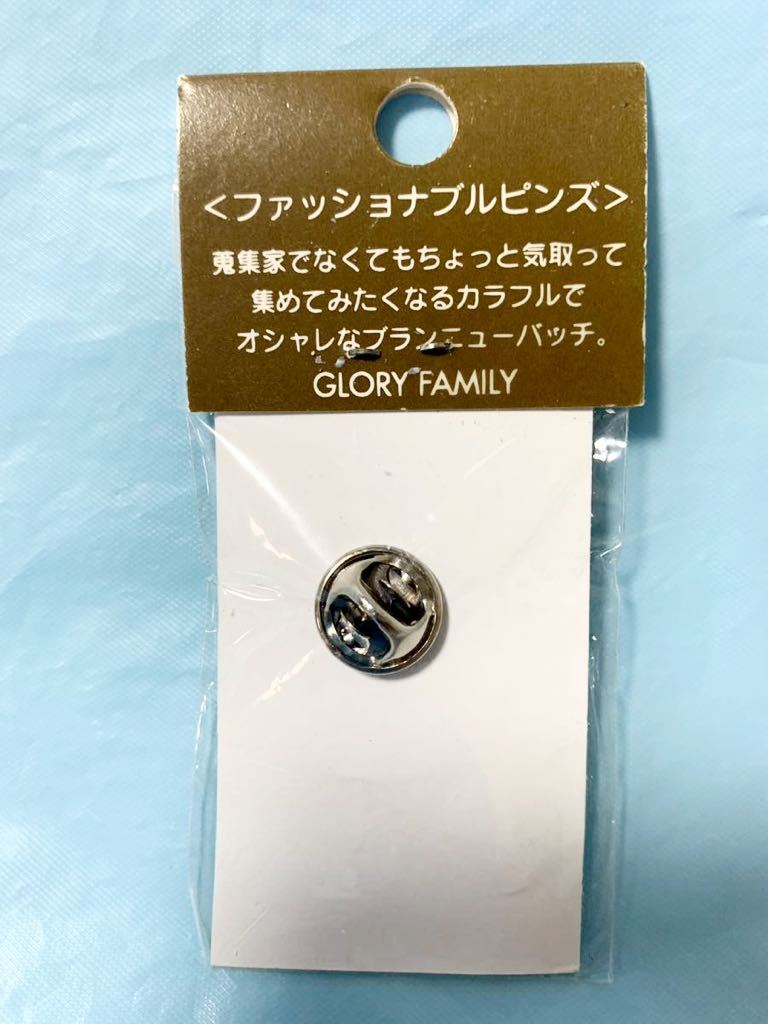 <ファッショナブルピンズ>
蒐集家でなくてもちょっと気取って
集めてみたくなるカラフルで
オシャレなブランニューバッチ。
GLORY FAMILY